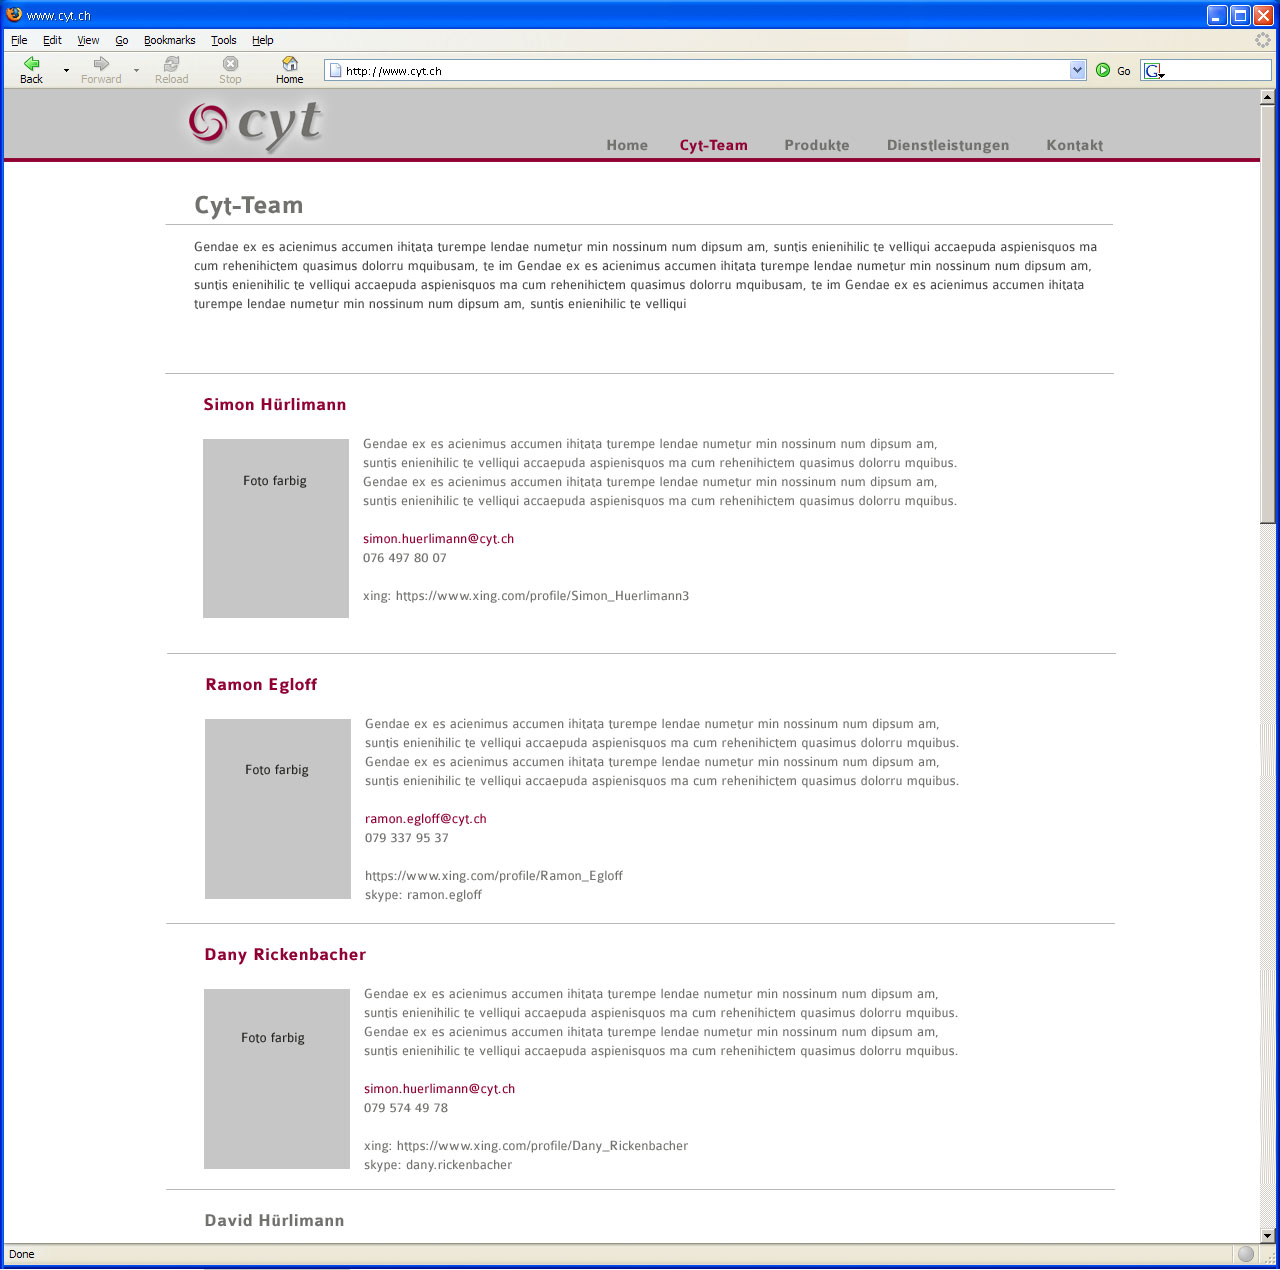 www.cyt.ch
File Edit View Go Bookmarks Tools Help
Back Forward Reload Stop Home http://www.cyt.ch Go G
cyt
Home Cyt-Team Produkte Dienstleistungen Kontakt
Cyt-Team
Gendae ex es acienimus accumen ihitata turempe lendae numetur min nossinum num dipsum am, suntis enienihilic te velliqui accaepuda aspienisquos ma
cum rehenihictem quasimus dolorru mquibusam, te im Gendae ex es acienimus accumen ihitata turempe lendae numetur min nossinum num dipsum am,
suntis enienihilic te velliqui accaepuda aspienisquos ma cum rehenihictem quasimus dolorru mquibusam, te im Gendae ex es acienimus accumen ihitata
turempe lendae numetur min nossinum num dipsum am, suntis enienihilic te velliqui
Simon Hürlimann
Foto farbig
Gendae ex es acienimus accumen ihitata turempe lendae numetur min nossinum num dipsum am,
suntis enienihilic te velliqui accaepuda aspienisquos ma cum rehenihictem quasimus dolorru mquibus.
Gendae ex es acienimus accumen ihitata turempe lendae numetur min nossinum num dipsum am,
suntis enienihilic te velliqui accaepuda aspienisquos ma cum rehenihictem quasimus dolorru mquibus.
simon.huerlimann@cyt.ch
076 497 80 07
xing: https://www.xing.com/profile/Simon_Huerlimann3
Ramon Egloff
Foto farbig
Gendae ex es acienimus accumen ihitata turempe lendae numetur min nossinum num dipsum am,
suntis enienihilic te velliqui accaepuda aspienisquos ma cum rehenihictem quasimus dolorru mquibus.
Gendae ex es acienimus accumen ihitata turempe lendae numetur min nossinum num dipsum am,
suntis enienihilic te velliqui accaepuda aspienisquos ma cum rehenihictem quasimus dolorru mquibus.
ramon.egloff@cyt.ch
079 337 95 37
https://www.xing.com/profile/Ramon_Egloff
skype: ramon.egloff
Dany Rickenbacher
Foto farbig
Gendae ex es acienimus accumen ihitata turempe lendae numetur min nossinum num dipsum am,
suntis enienihilic te velliqui accaepuda aspienisquos ma cum rehenihictem quasimus dolorru mquibus.
Gendae ex es acienimus accumen ihitata turempe lendae numetur min nossinum num dipsum am,
suntis enienihilic te velliqui accaepuda aspienisquos ma cum rehenihictem quasimus dolorru mquibus.
simon.huerlimann@cyt.ch
079 574 49 78
xing: https://www.xing.com/profile/Dany_Rickenbacher
skype: dany.rickenbacher
David Hürlimann
Done